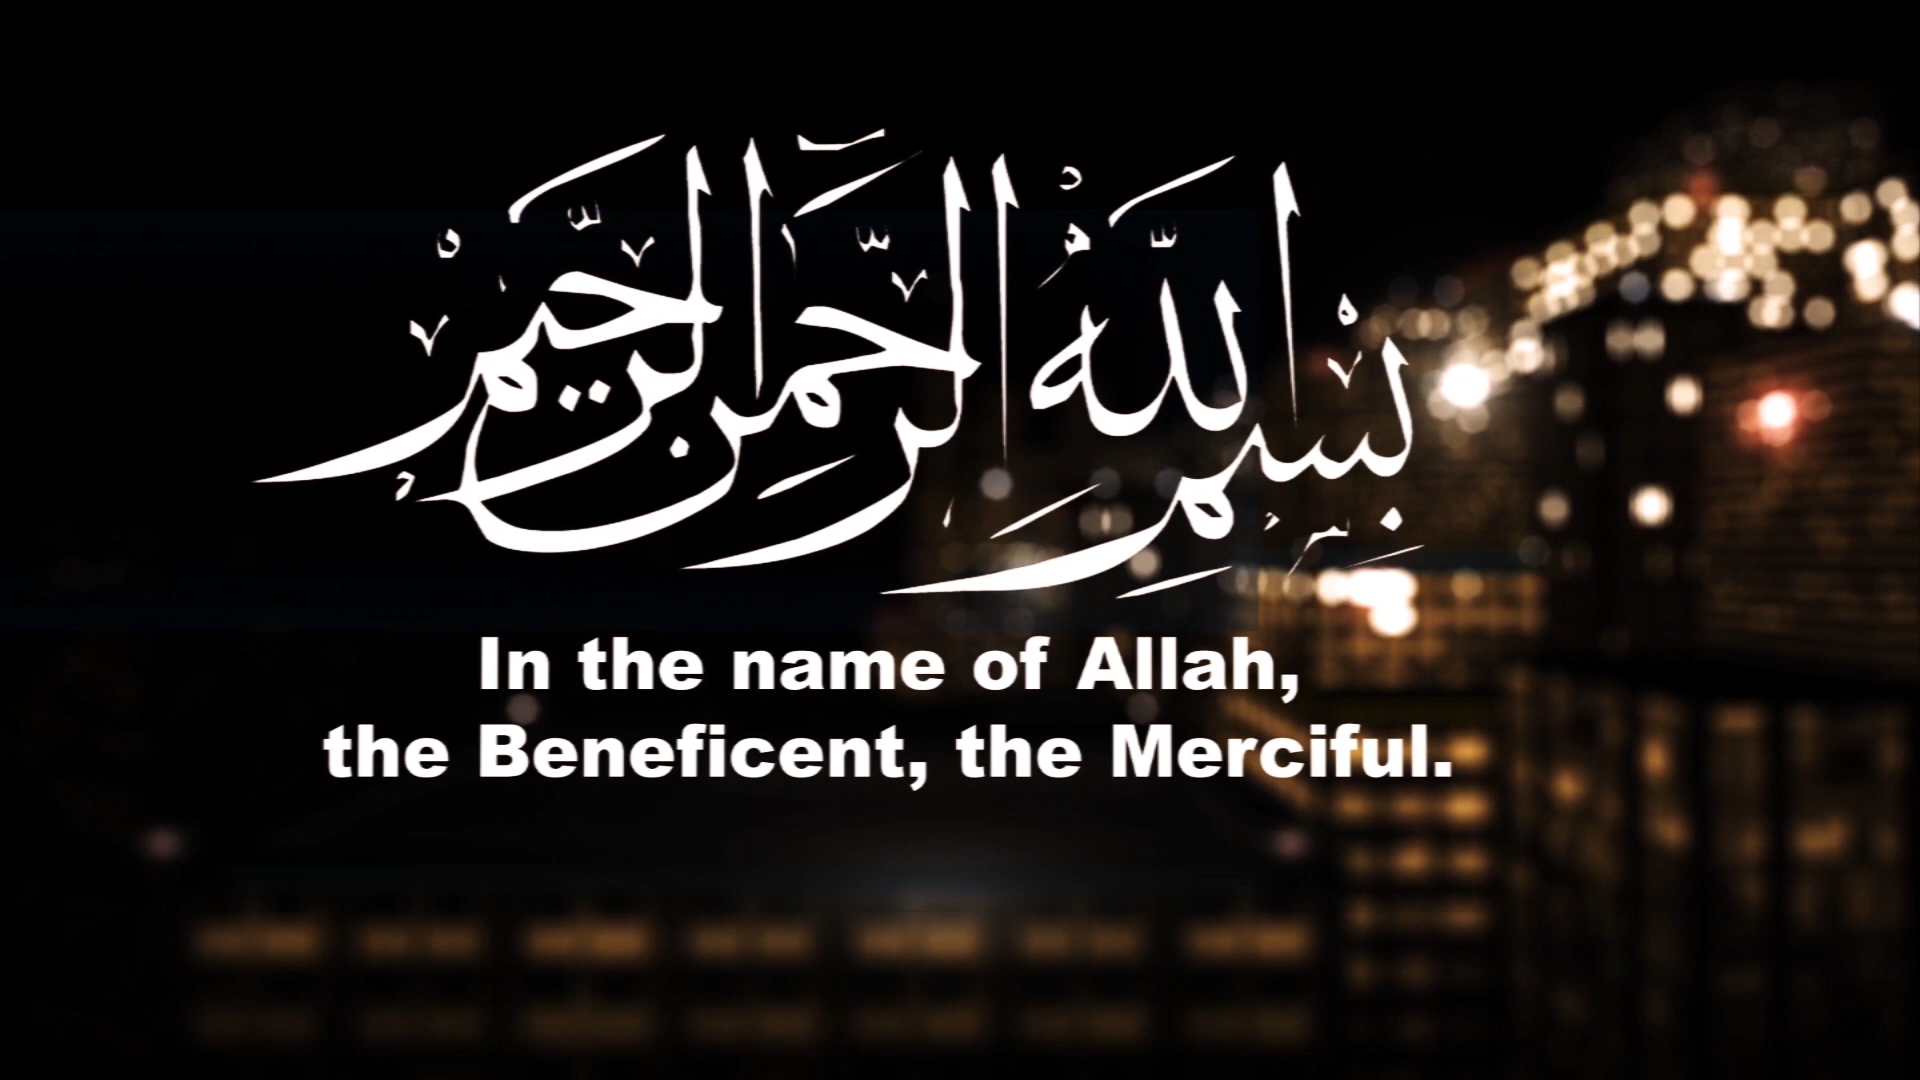 بِسْمِ اللَّهِ الرَّحْمَٰنِ الرَّحِيمِ
In the name of Allah,
the Beneficent, the Merciful.